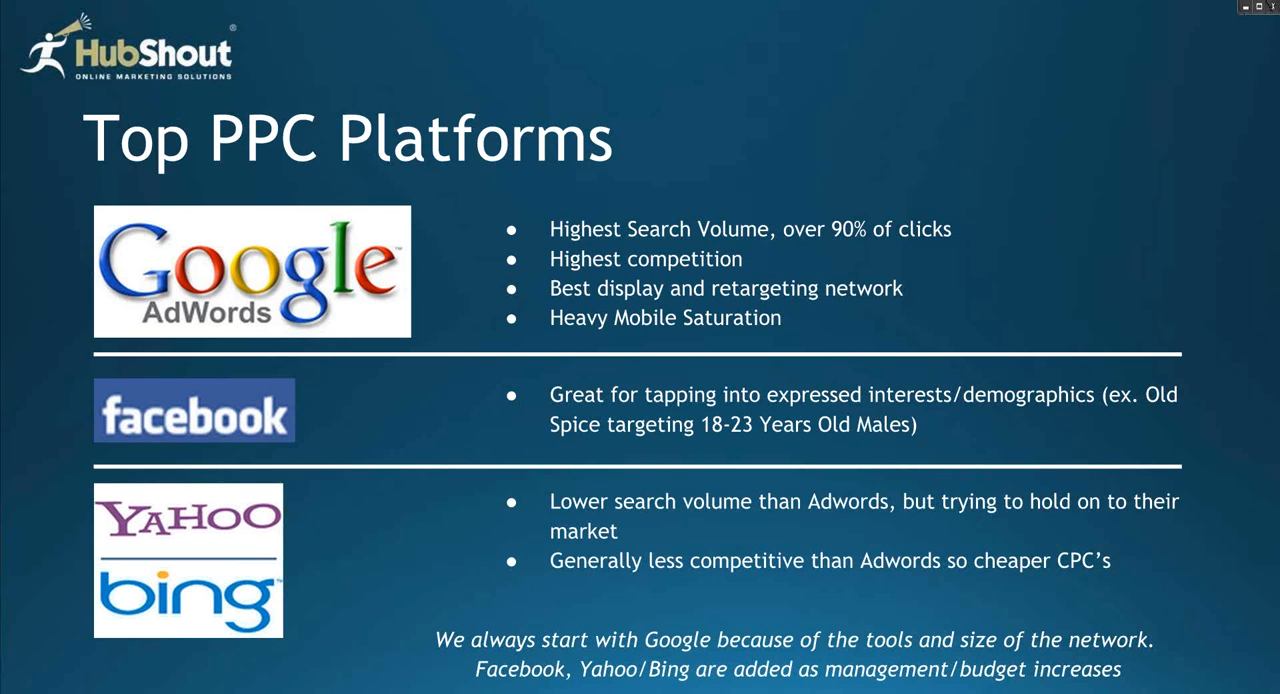 HubShout®
ONLINE MARKETING SOLUTIONS
Top PPC Platforms
Google™
AdWords
● Highest Search Volume, over 90% of clicks
● Highest competition
● Best display and retargeting network
● Heavy Mobile Saturation
facebook
● Great for tapping into expressed interests/demographics (ex. Old
Spice targeting 18-23 Years Old Males)
YAHOO
bing™
● Lower search volume than Adwords, but trying to hold on to their
market
● Generally less competitive than Adwords so cheaper CPC’s
We always start with Google because of the tools and size of the network.
Facebook, Yahoo/Bing are added as management/budget increases